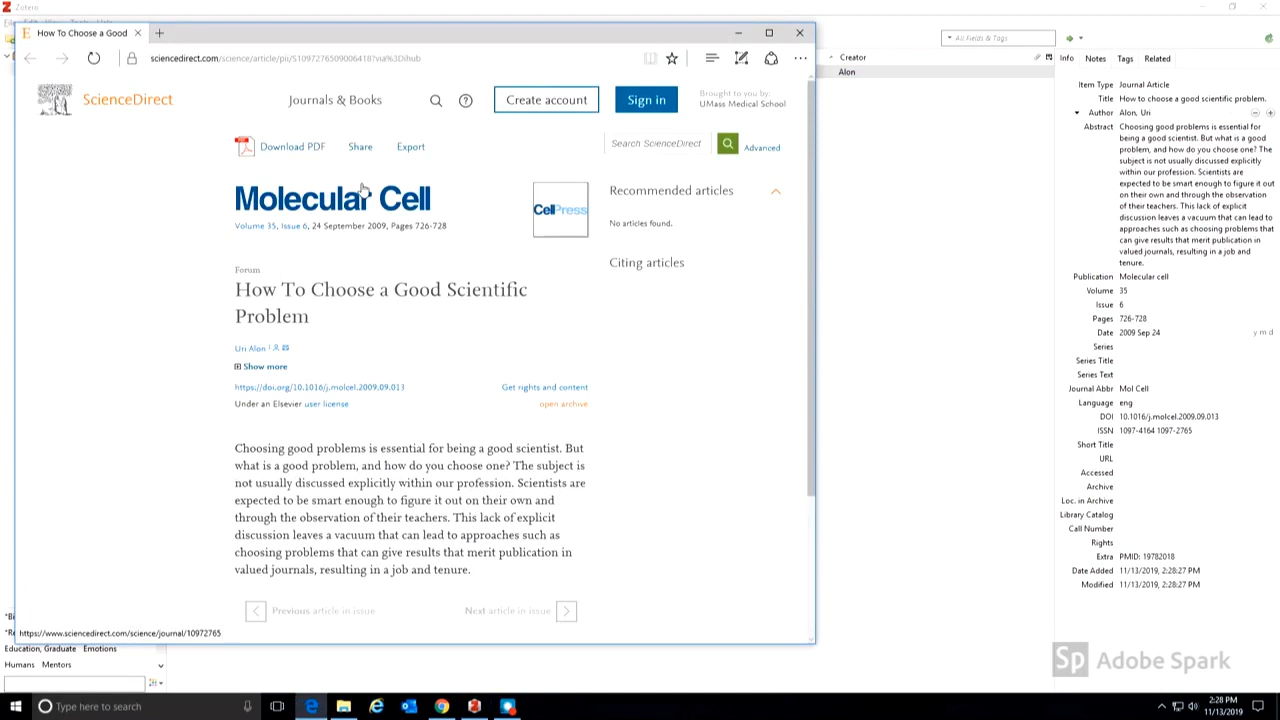 Zotero
How To Choose a Good
sciencedirect.com/science/article/pii/S1097276509006418?via%3Dihub
ScienceDirect
Journals & Books
Create account
Sign in
Brought to you by:
UMass Medical School
Download PDF
Share
Export
Search ScienceDirect
Advanced
Molecular Cell
CellPress
Volume 35, Issue 6, 24 September 2009, Pages 726-728
Recommended articles
No articles found.
Citing articles
Forum
How To Choose a Good Scientific
Problem
Uri Alon 1
Show more
https://doi.org/10.1016/j.molcel.2009.09.013
Get rights and content
Under an Elsevier user license
open archive
Choosing good problems is essential for being a good scientist. But
what is a good problem, and how do you choose one? The subject is
not usually discussed explicitly within our profession. Scientists are
expected to be smart enough to figure it out on their own and
through the observation of their teachers. This lack of explicit
discussion leaves a vacuum that can lead to approaches such as
choosing problems that can give results that merit publication in
valued journals, resulting in a job and tenure.
Previous article in issue
Next article in issue
https://www.sciencedirect.com/science/journal/10972765
Education, Graduate Emotions
Humans Mentors
All Fields & Tags
Creator
Alon
Info Notes Tags Related
Item Type Journal Article
Title How to choose a good scientific problem.
Author Alon, Uri
Abstract Choosing good problems is essential for
being a good scientist. But what is a good
problem, and how do you choose one? The
subject is not usually discussed explicitly
within our profession. Scientists are
expected to be smart enough to figure it out
on their own and through the observation
of their teachers. This lack of explicit
discussion leaves a vacuum that can lead to
approaches such as choosing problems that
can give results that merit publication in
valued journals, resulting in a job and
tenure.
Publication Molecular cell
Volume 35
Issue 6
Pages 726-728
Date 2009 Sep 24 y m d
Series
Series Title
Series Text
Journal Abbr Mol Cell
Language eng
DOI 10.1016/j.molcel.2009.09.013
ISSN 1097-4164 1097-2765
Short Title
URL
Accessed
Archive
Loc. in Archive
Library Catalog
Call Number
Rights
Extra PMID: 19782018
Date Added 11/13/2019, 2:28:27 PM
Modified 11/13/2019, 2:28:27 PM
Sp Adobe Spark
Type here to search
2:28 PM
11/13/2019